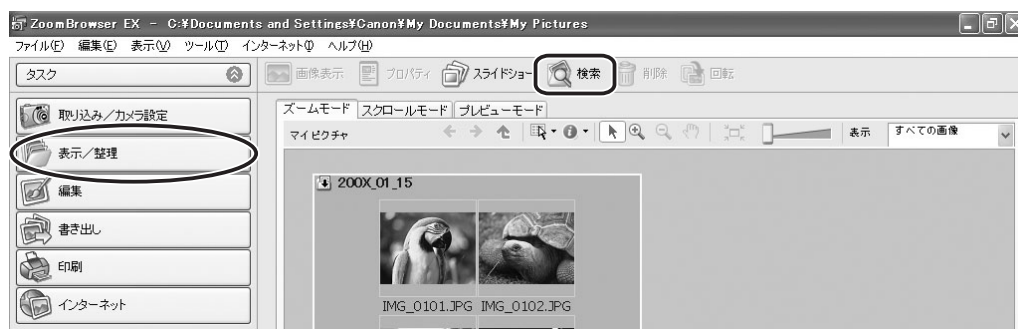 ZoomBrowser EX - C:¥Documents and Settings¥Canon¥My Documents¥My Pictures
ファイル(F) 編集(E) 表示(V) ツール(T) インターネット(I) ヘルプ(H)
タスク
画像表示 プロパティ スライドショー 検索 削除 回転
取り込み／カメラ設定
表示／整理
編集
書き出し
印刷
インターネット
ズームモード スクロールモード プレビューモード
マイ ピクチャ 表示 すべての画像
200X_01_15
IMG_0101.JPG IMG_0102.JPG